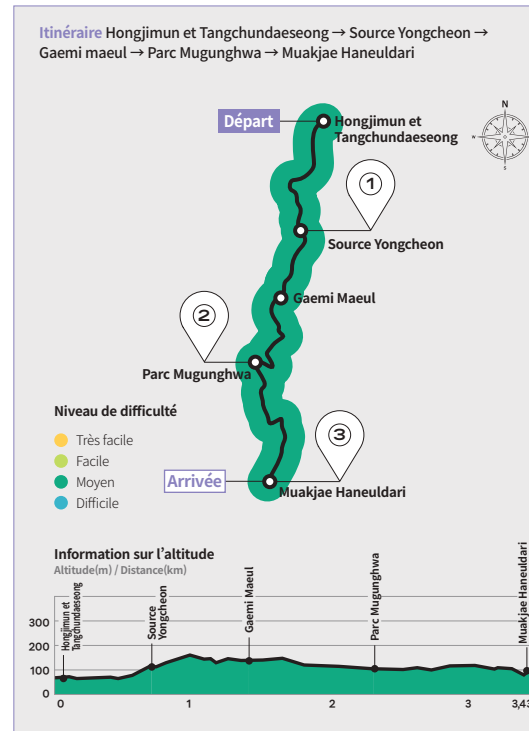 Itinéraire Hongjimun et Tangchundaeseong → Source Yongcheon →
Gaemi maeul → Parc Mugunghwa → Muakjae Haneuldari
N
W
S
Départ
Hongjimun et
Tangchundaeseong
1
Source Yongcheon
Gaemi Maeul
2
Parc Mugunghwa
Niveau de difficulté
Très facile
Facile
Moyen
Difficile
3
Arrivée
Muakjae Haneuldari
Information sur l'altitude
Altitude(m) / Distance(km)
Hongjimun et
Tangchundaeseong
Source
Yongcheon
Gaemi Maeul
Parc Mugunghwa
Muakjae Haneuldari
300
200
100
0
0
1
2
3
3,43